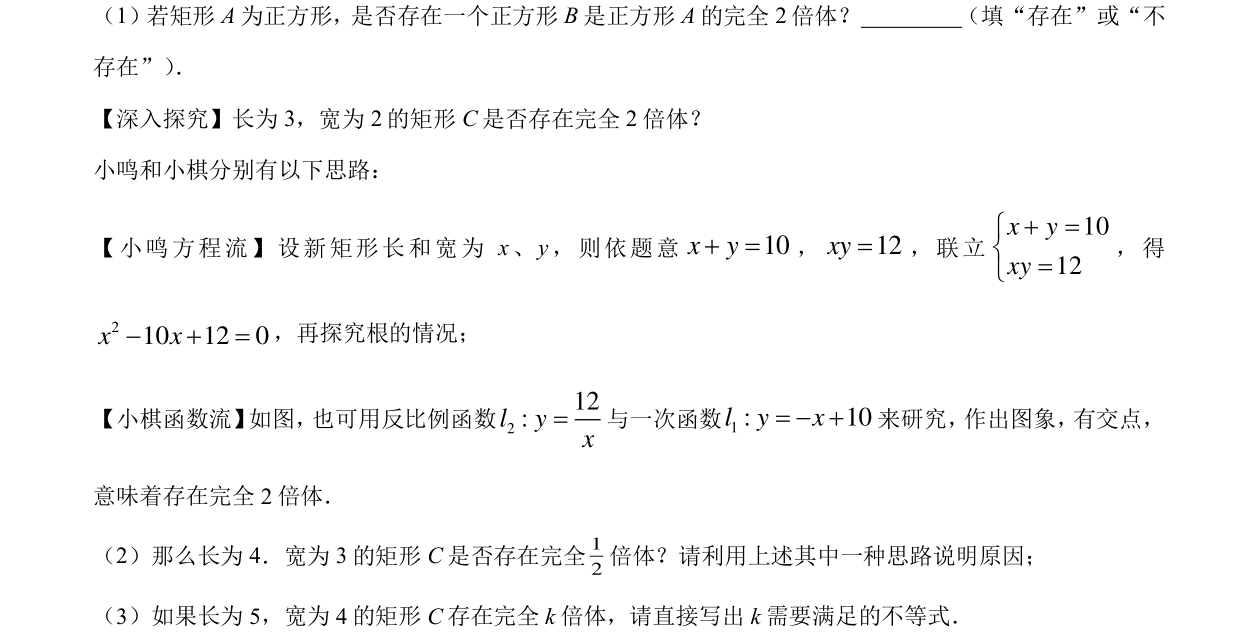 （1）若矩形 A 为正方形，是否存在一个正方形 B 是正方形 A 的完全 2 倍体？_________（填“存在”或“不
存在”）．
【深入探究】长为 3，宽为 2 的矩形 C 是否存在完全 2 倍体？
小鸣和小棋分别有以下思路：
【小鸣方程流】设新矩形长和宽为 x、y，则依题意 x+y=10，xy=12，联立{x+y=10 xy=12，得
x²−10x+12=0，再探究根的情况；
【小棋函数流】如图，也可用反比例函数 l₂：y=12/x 与一次函数 l₁：y=−x+10 来研究，作出图象，有交点，
意味着存在完全 2 倍体．
（2）那么长为 4．宽为 3 的矩形 C 是否存在完全 1/2 倍体？请利用上述其中一种思路说明原因；
（3）如果长为 5，宽为 4 的矩形 C 存在完全 k 倍体，请直接写出 k 需要满足的不等式．